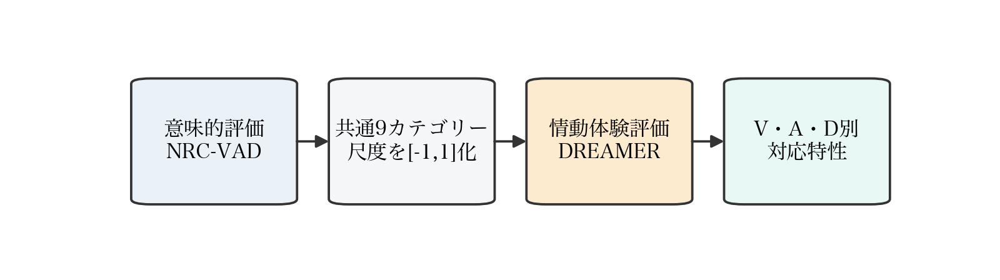 意味的評価
NRC-VAD
共通9カテゴリー
尺度を[-1,1]化
情動体験評価
DREAMER
V・A・D別
対応特性